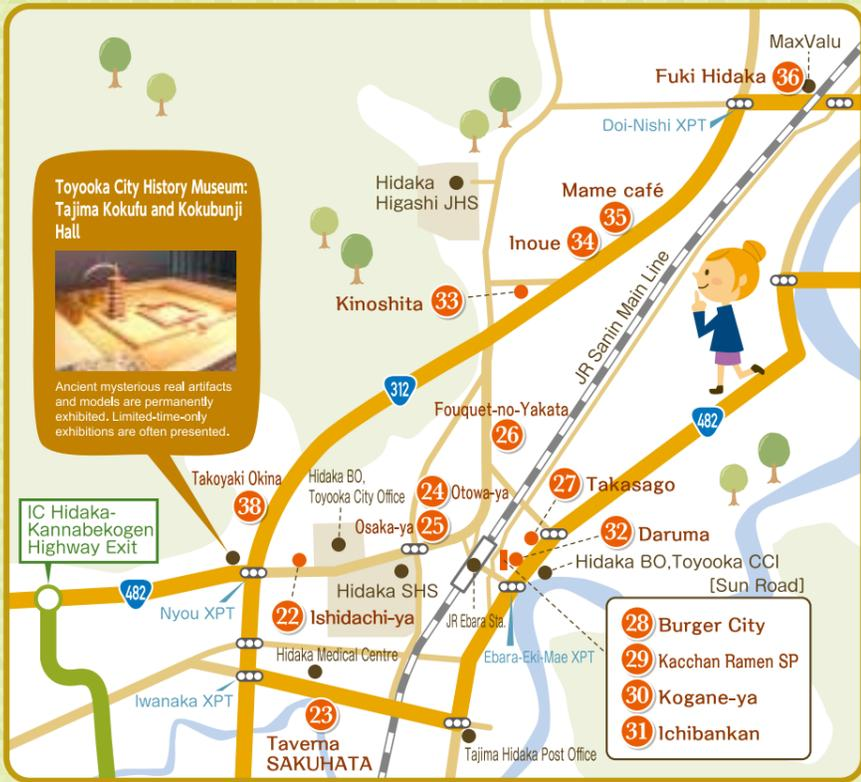 MaxValu
Fuki Hidaka 36
Doi-Nishi XPT
Toyooka City History Museum:
Tajima Kokufu and Kokubunji
Hall
Ancient mysterious real artifacts
and models are permanently
exhibited. Limited-time-only
exhibitions are often presented.
Hidaka
Higashi JHS
Mame café
35
Inoue 34
Kinoshita 33
JR Sanin Main Line
312
482
Fouquet-no-Yakata
26
Takoyaki Okina
38
Hidaka BO,
Toyooka City Office
24 Otowa-ya
Osaka-ya 25
27 Takasago
32 Daruma
Hidaka BO,Toyooka CCI
[Sun Road]
28 Burger City
29 Kacchan Ramen SP
30 Kogane-ya
31 Ichibankan
IC Hidaka-
Kannabekogen
Highway Exit
482
Nyou XPT
22 Ishidachi-ya
Hidaka SHS
JR Ebara Sta.
Ebara-Eki-Mae XPT
Hidaka Medical Centre
Iwanaka XPT
23
Taverna
SAKUHATA
Tajima Hidaka Post Office